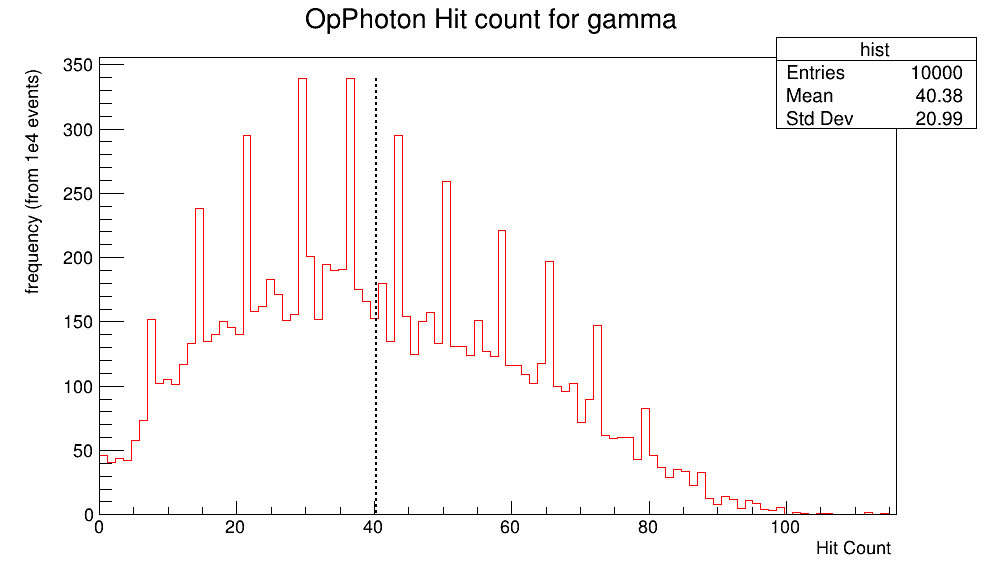 OpPhoton Hit count for gamma
hist
Entries 10000
Mean 40.38
Std Dev 20.99
frequency (from 1e4 events)
350
300
250
200
150
100
50
0
0 20 40 60 80 100
Hit Count